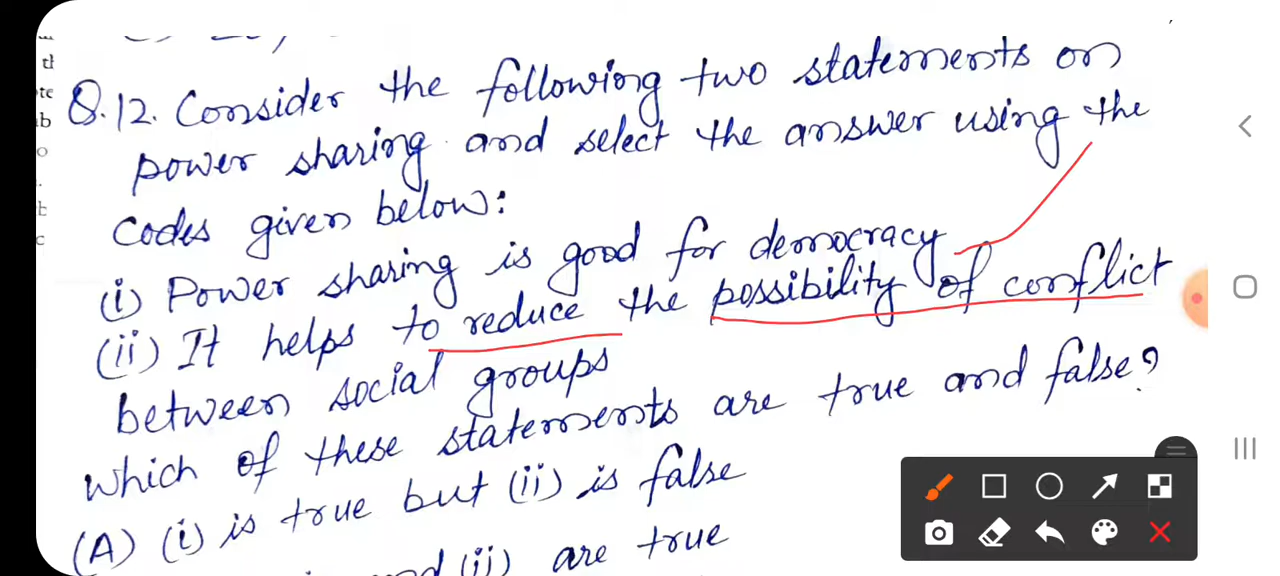 Q.12. Consider the following two statements on
power sharing and select the answer using the
Codes given below:
(i) Power sharing is good for democracy
(ii) It helps to reduce the possibility of conflict
between social groups
which of these statements are true and false?
(A) (i) is true but (ii) is false
and (ii) are true